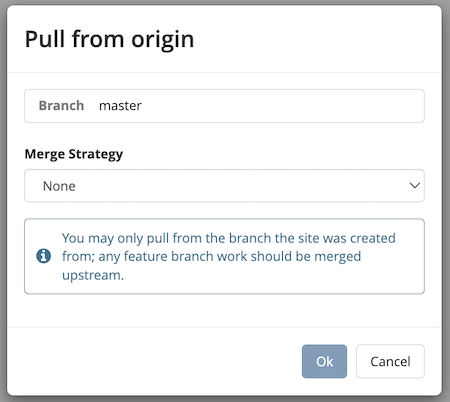 Pull from origin
Branch master
Merge Strategy
None
You may only pull from the branch the site was created
from; any feature branch work should be merged
upstream.
Ok Cancel